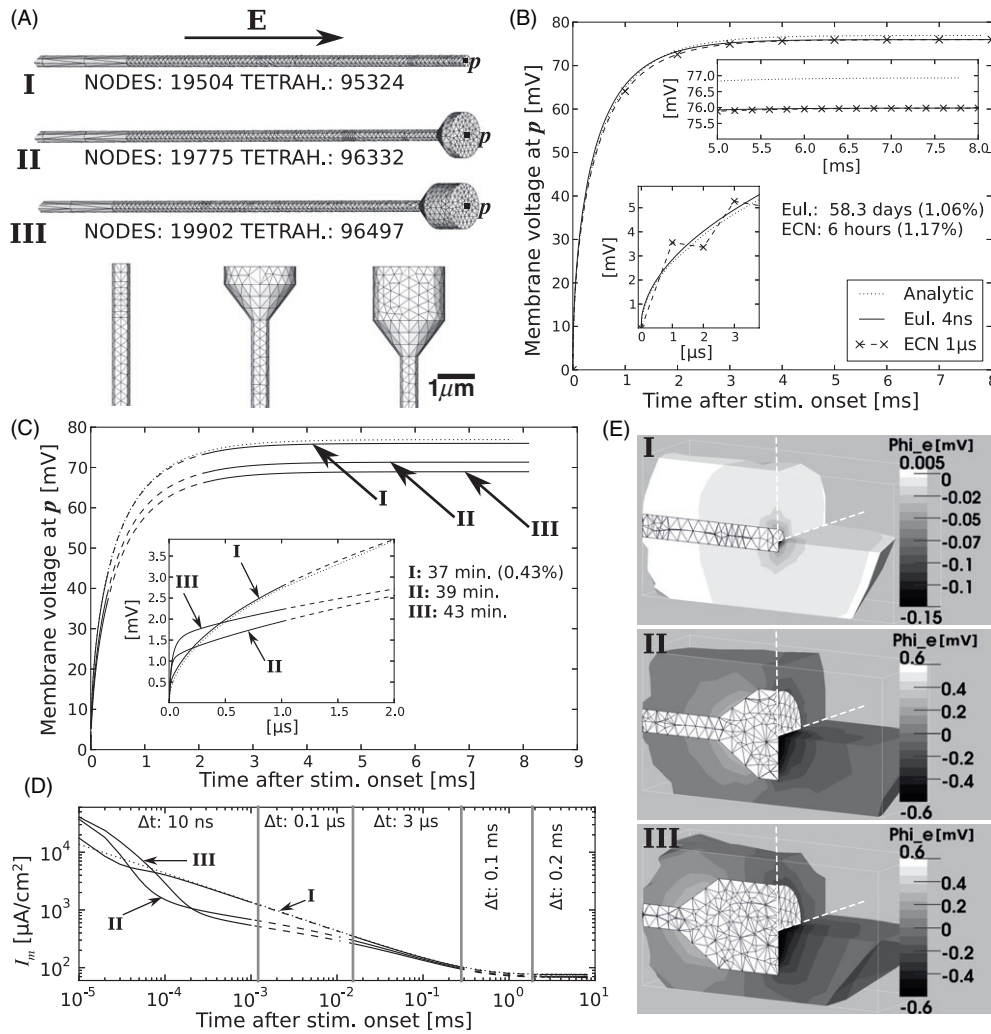 (A)
E
p
I
NODES: 19504 TETRAH.: 95324
p
II
NODES: 19775 TETRAH.: 96332
p
III
NODES: 19902 TETRAH.: 96497
1μm
(B)
Membrane voltage at p [mV]
80
70
60
50
40
30
20
10
0
[mV]
77.0
76.5
76.0
75.5
75.0
5.0 5.5 6.0 6.5 7.0 7.5 8.0
[ms]
[mV]
5
4
3
2
1
0
0 1 2 3
[μs]
Eul.: 58.3 days (1.06%)
ECN: 6 hours (1.17%)
Analytic
Eul. 4ns
ECN 1μs
0 1 2 3 4 5 6 7 8
Time after stim. onset [ms]
(C)
Membrane voltage at p [mV]
80
70
60
50
40
30
20
10
0
I
II
III
[mV]
3.5
3.0
2.5
2.0
1.5
1.0
0.5
I
III
II
0.0 0.5 1.0 1.5 2.0
[μs]
I: 37 min. (0.43%)
II: 39 min.
III: 43 min.
0 1 2 3 4 5 6 7 8 9
Time after stim. onset [ms]
(D)
I_m [μA/cm2]
10^4
10^3
10^2
Δt: 10 ns
Δt: 0.1 μs
Δt: 3 μs
Δt: 0.1 ms
Δt: 0.2 ms
III
II
I
10^-5 10^-4 10^-3 10^-2 10^-1 10^0 10^1
Time after stim. onset [ms]
(E)
I
Phi_e [mV]
0.005
0
-0.02
-0.05
-0.07
-0.1
-0.15
II
Phi_e [mV]
0.6
0.4
0.2
0
-0.2
-0.4
-0.6
III
Phi_e [mV]
0.6
0.4
0.2
0
-0.2
-0.4
-0.6